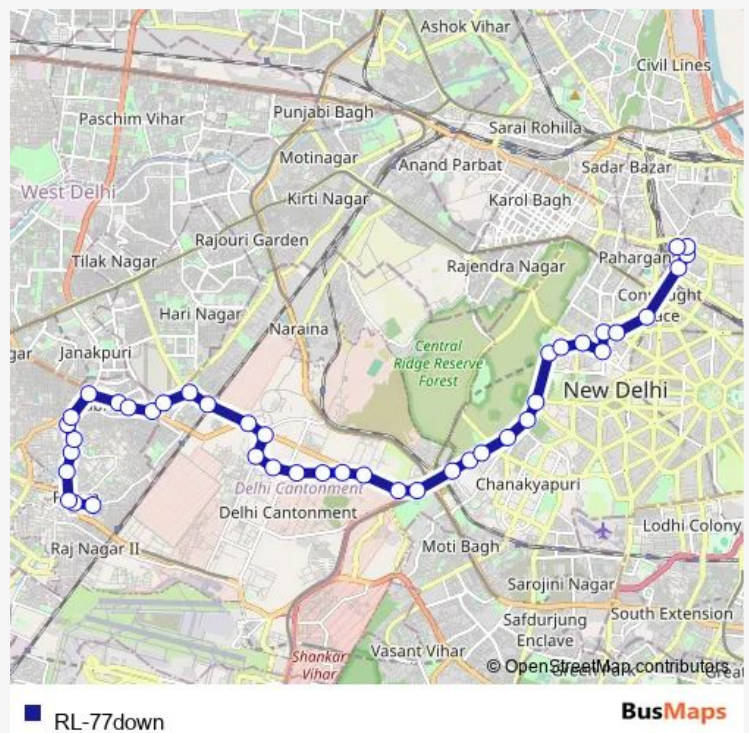 Ashok Vihar
Civil Lines
Punjabi Bagh
Paschim Vihar
Sarai Rohilla
Motinagar
Anand Parbat
Sadar Bazar
West Delhi
Kirti Nagar
Karol Bagh
Rajouri Garden
Tilak Nagar
Rajendra Nagar
Pahargan
Hari Nagar
Naraina
Central
Ridge Reserve
Forest
Janakpuri
New Delhi
Delhi Cantonment
Chanakyapuri
Delhi Cantonment
Lodhi Colony
Raj Nagar II
Moti Bagh
Sarojini Nagar
South Extension
Safdurjung
Enclave
Shankar
Vihar
Vasant Vihar
© OpenStreetMap contributors
RL-77down
BusMaps